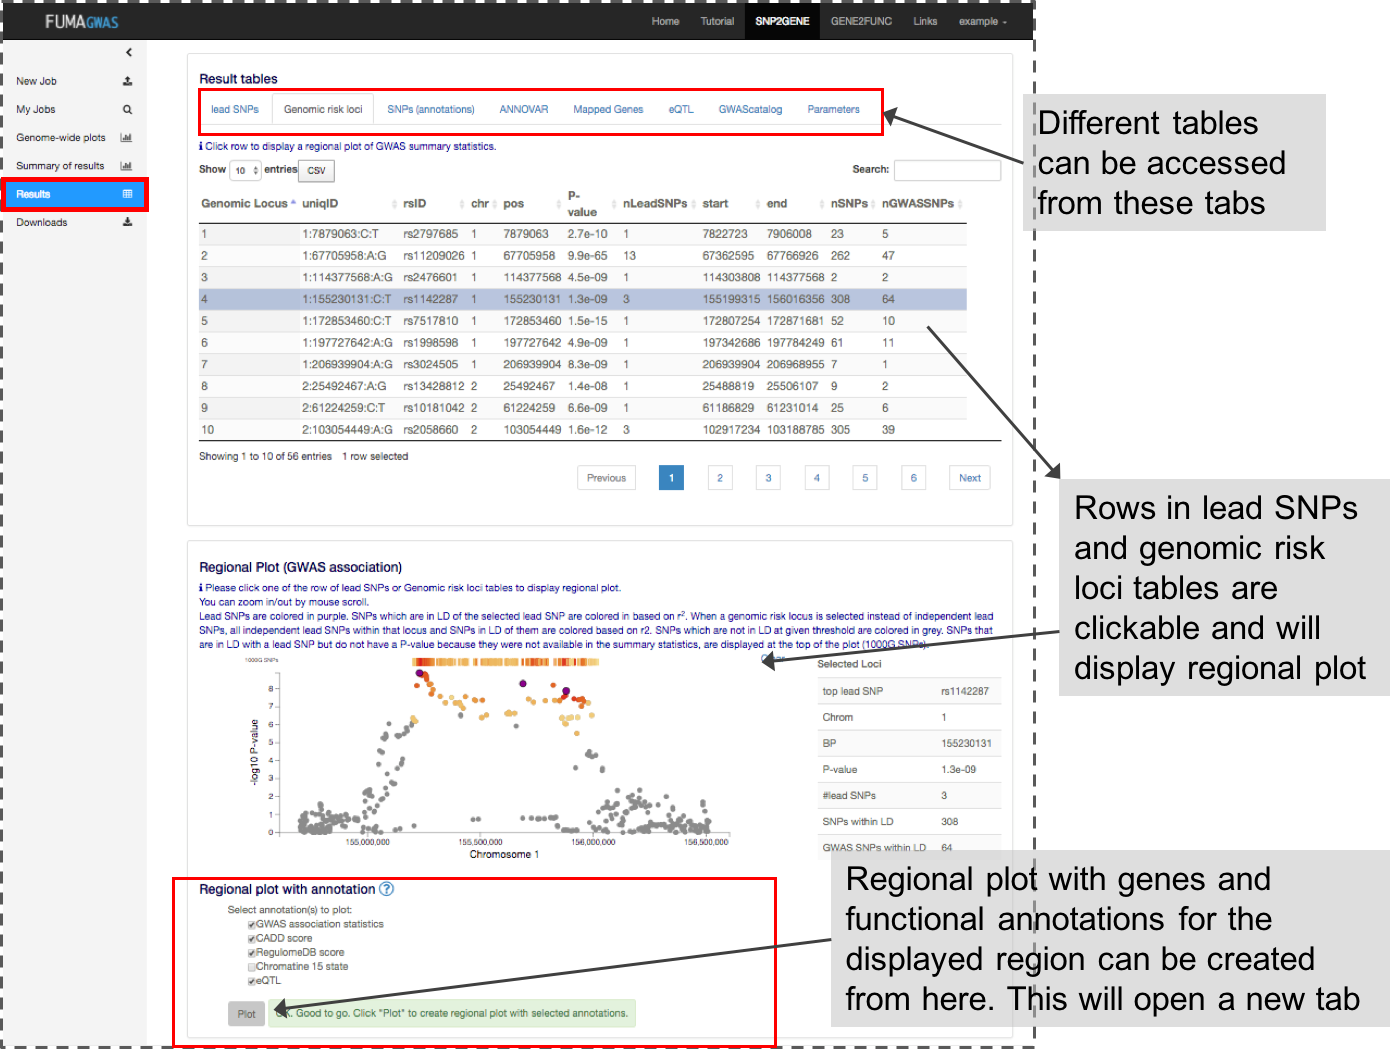 FUMAGWAS
Home Tutorial SNP2GENE GENE2FUNC Links example
New Job
My Jobs
Genome-wide plots
Summary of results
Results
Downloads
Result tables
lead SNPs Genomic risk loci SNPs (annotations) ANNOVAR Mapped Genes eQTL GWAScatalog Parameters
i Click row to display a regional plot of GWAS summary statistics.
Show 10 entries CSV Search:
Genomic Locus uniqID rsID chr pos P-value nLeadSNPs start end nSNPs nGWASSNPs
1 1:7879063:C:T rs2797685 1 7879063 2.7e-10 1 7822723 7906008 23 5
2 1:67705958:A:G rs11209026 1 67705958 9.9e-65 13 67362595 67766926 262 47
3 1:114377568:A:G rs2476601 1 114377568 4.5e-09 1 114303808 114377568 2 2
4 1:155230131:C:T rs1142287 1 155230131 1.3e-09 3 155199315 156016356 308 64
5 1:172853460:C:T rs7517810 1 172853460 1.5e-15 1 172807254 172871681 52 10
6 1:197727642:A:G rs1998598 1 197727642 4.9e-09 1 197342686 197784249 61 11
7 1:206939904:A:G rs3024505 1 206939904 8.3e-09 1 206939904 206968955 7 1
8 2:25492467:A:G rs13428812 2 25492467 1.4e-08 1 25488819 25506107 9 2
9 2:61224259:C:T rs10181042 2 61224259 6.6e-09 1 61186829 61231014 25 6
10 2:103054449:A:G rs2058660 2 103054449 1.6e-12 3 102917234 103188785 305 39
Showing 1 to 10 of 56 entries 1 row selected
Previous 1 2 3 4 5 6 Next
Different tables
can be accessed
from these tabs
Rows in lead SNPs
and genomic risk
loci tables are
clickable and will
display regional plot
Regional Plot (GWAS association)
i Please click one of the row of lead SNPs or Genomic risk loci tables to display regional plot.
You can zoom in/out by mouse scroll.
Lead SNPs are colored in purple. SNPs which are in LD of the selected lead SNP are colored in based on r2. When a genomic risk locus is selected instead of independent lead
SNPs, all independent lead SNPs within that locus and SNPs in LD of them are colored based on r2. SNPs which are not in LD at given threshold are colored in grey. SNPs that
are in LD with a lead SNP but do not have a P-value because they were not available in the summary statistics, are displayed at the top of the plot (1000G SNPs).
1000G SNPs
8
7
6
5
4
3
2
1
0
-log10 P-value
155,000,000 155,500,000 156,000,000 156,500,000
Chromosome 1
Selected Loci
top lead SNP rs1142287
Chrom 1
BP 155230131
P-value 1.3e-09
#lead SNPs 3
SNPs within LD 308
GWAS SNPs within LD 64
Regional plot with annotation ?
Select annotation(s) to plot:
GWAS association statistics
CADD score
RegulomeDB score
Chromatine 15 state
eQTL
Plot Good to go. Click "Plot" to create regional plot with selected annotations.
Regional plot with genes and
functional annotations for the
displayed region can be created
from here. This will open a new tab